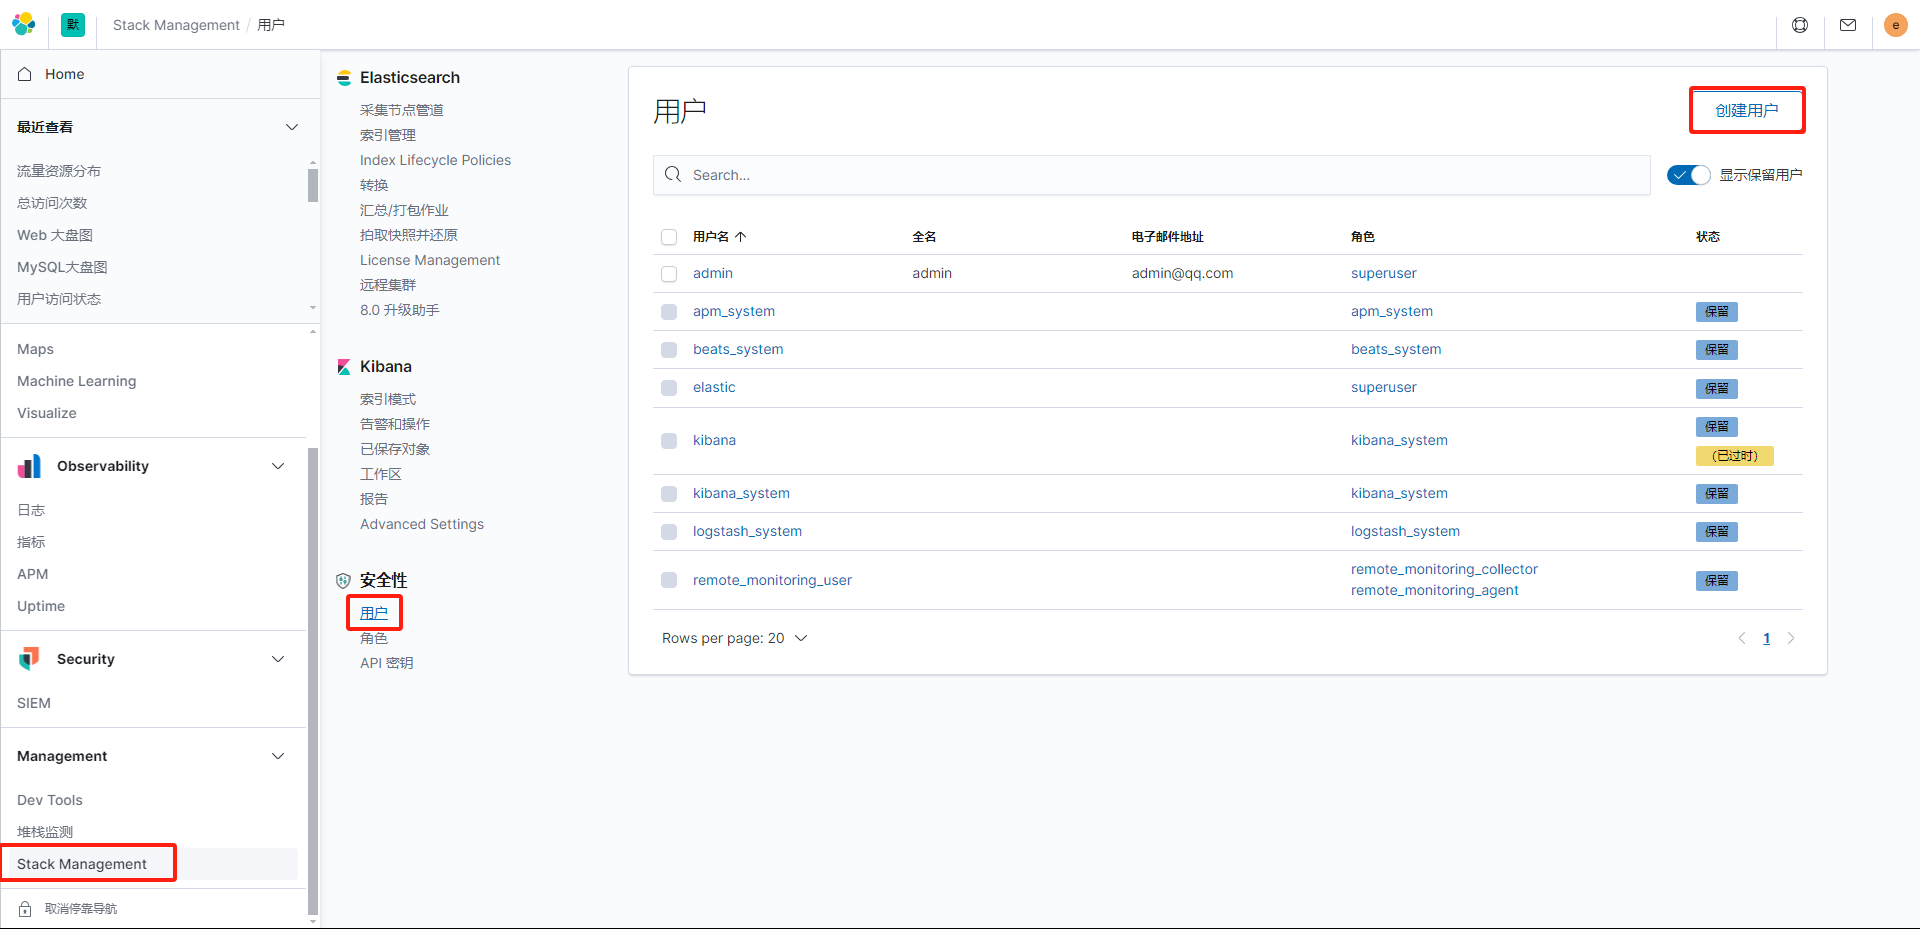 默
Stack Management / 用户
e
Home
最近查看
流量资源分布
总访问次数
Web 大盘图
MySQL大盘图
用户访问状态
Maps
Machine Learning
Visualize
Observability
日志
指标
APM
Uptime
Security
SIEM
Management
Dev Tools
堆栈监测
Stack Management
取消停靠导航
Elasticsearch
采集节点管道
索引管理
Index Lifecycle Policies
转换
汇总/打包作业
拍取快照并还原
License Management
远程集群
8.0 升级助手
Kibana
索引模式
告警和操作
已保存对象
工作区
报告
Advanced Settings
安全性
用户
角色
API 密钥
用户
创建用户
Search...
显示保留用户
用户名 全名 电子邮件地址 角色 状态
admin admin admin@qq.com superuser
apm_system apm_system 保留
beats_system beats_system 保留
elastic superuser 保留
kibana kibana_system 保留
（已过时）
kibana_system kibana_system 保留
logstash_system logstash_system 保留
remote_monitoring_user remote_monitoring_collector 保留
remote_monitoring_agent
Rows per page: 20
1